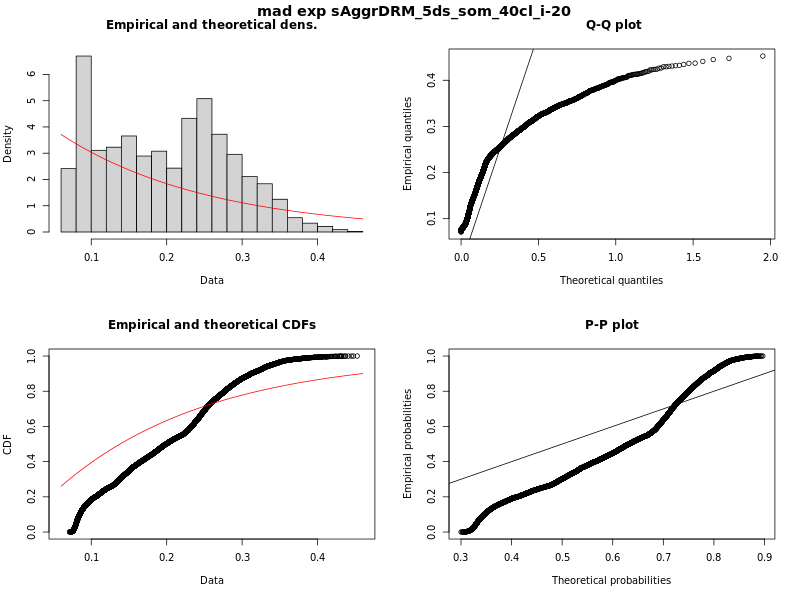 mad exp sAggrDRM_5ds_som_40cl_i-20
Empirical and theoretical dens.
Density
0 1 2 3 4 5 6
0.1 0.2 0.3 0.4
Data
Q-Q plot
Empirical quantiles
0.1 0.2 0.3 0.4
0.0 0.5 1.0 1.5 2.0
Theoretical quantiles
Empirical and theoretical CDFs
CDF
0.0 0.2 0.4 0.6 0.8 1.0
0.1 0.2 0.3 0.4
Data
P-P plot
Empirical probabilities
0.0 0.2 0.4 0.6 0.8 1.0
0.3 0.4 0.5 0.6 0.7 0.8 0.9
Theoretical probabilities